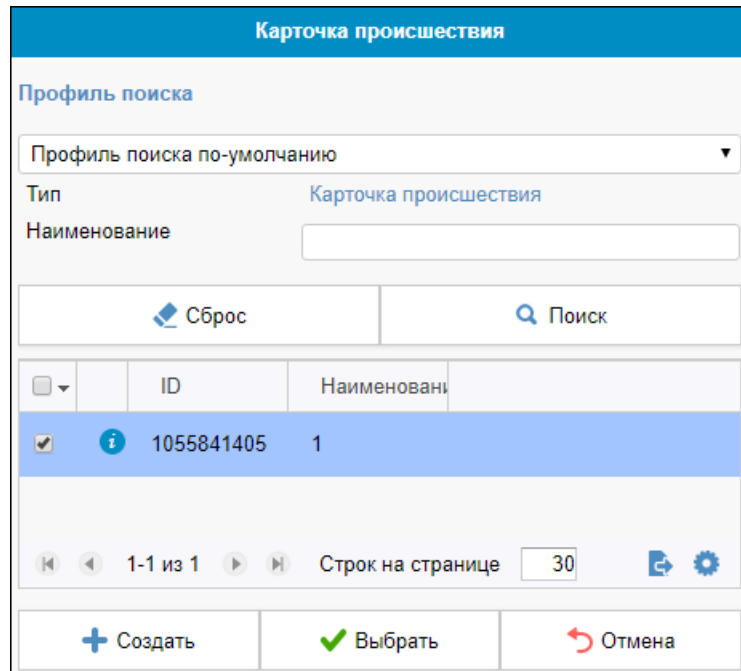 Карточка происшествия
Профиль поиска
Профиль поиска по-умолчанию
Тип Карточка происшествия
Наименование
Сброс Поиск
ID Наименовани
1055841405 1
1-1 из 1 Строк на странице 30
Создать Выбрать Отмена